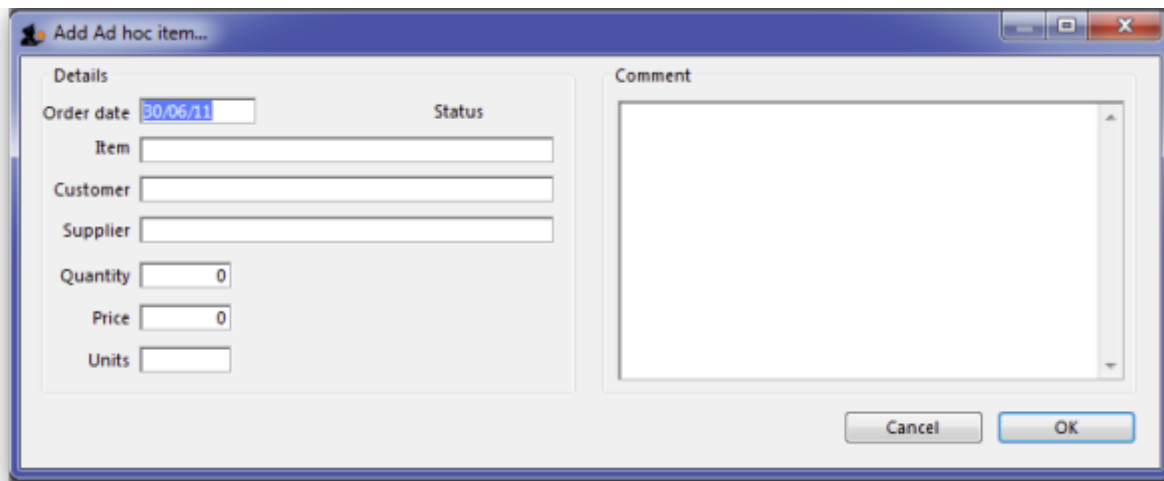 Add Ad hoc item...
Details
Order date 30/06/11 Status
Item
Customer
Supplier
Quantity 0
Price 0
Units
Comment
Cancel OK